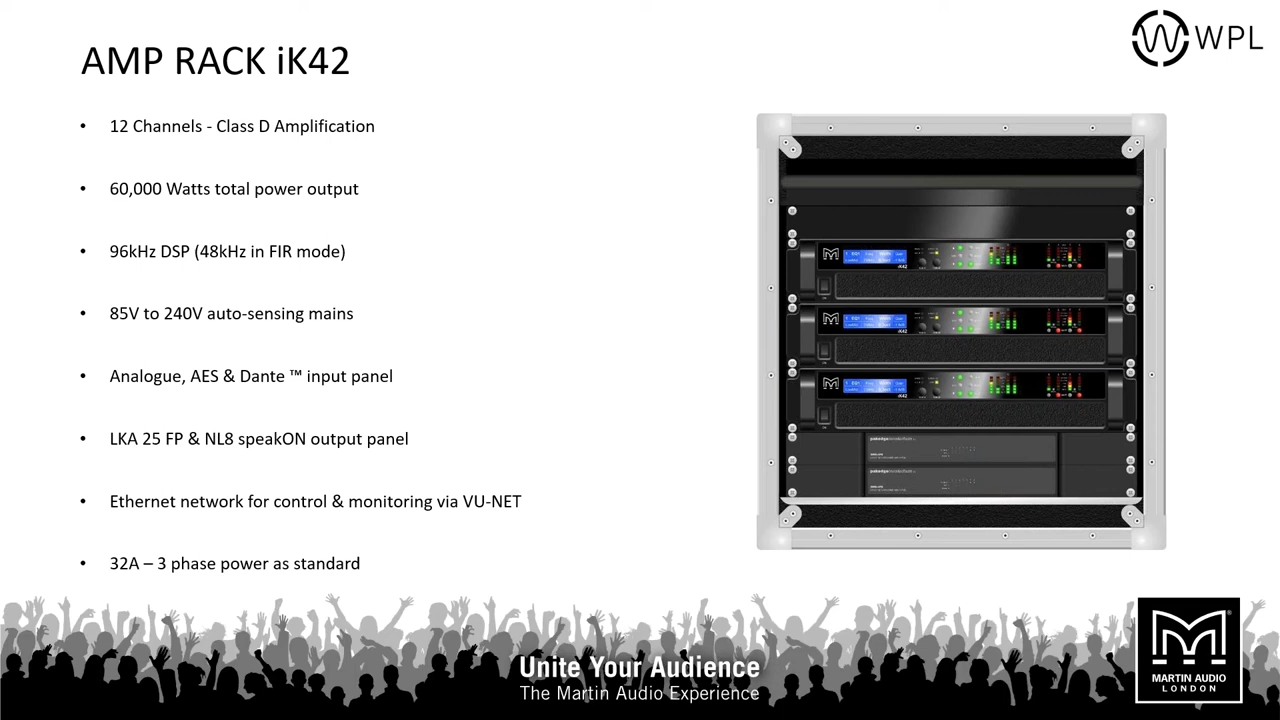 AMP RACK iK42
WPL
• 12 Channels - Class D Amplification
• 60,000 Watts total power output
• 96kHz DSP (48kHz in FIR mode)
• 85V to 240V auto-sensing mains
• Analogue, AES & Dante ™ input panel
• LKA 25 FP & NL8 speakON output panel
• Ethernet network for control & monitoring via VU-NET
• 32A – 3 phase power as standard
iK42
iK42
iK42
Unite Your Audience
The Martin Audio Experience
MARTIN AUDIO
LONDON